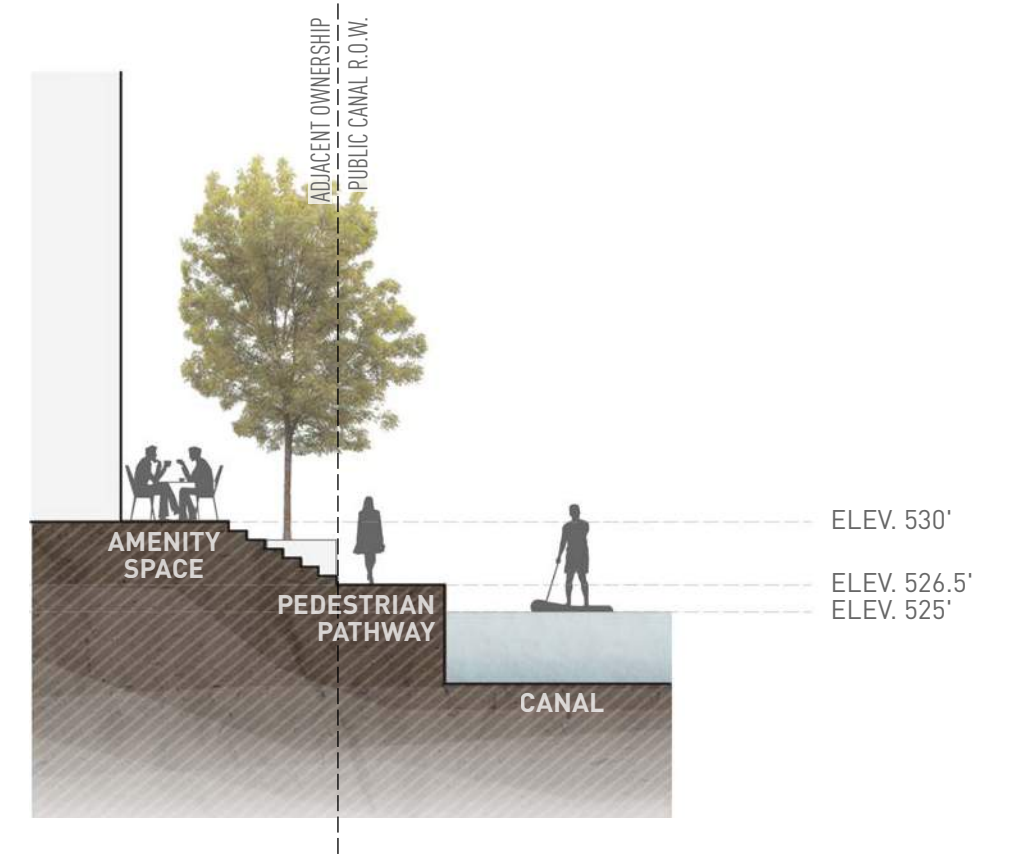 ADJACENT OWNERSHIP
PUBLIC CANAL R.O.W.
ELEV. 530'
AMENITY
SPACE
ELEV. 526.5'
PEDESTRIAN
PATHWAY
ELEV. 525'
CANAL